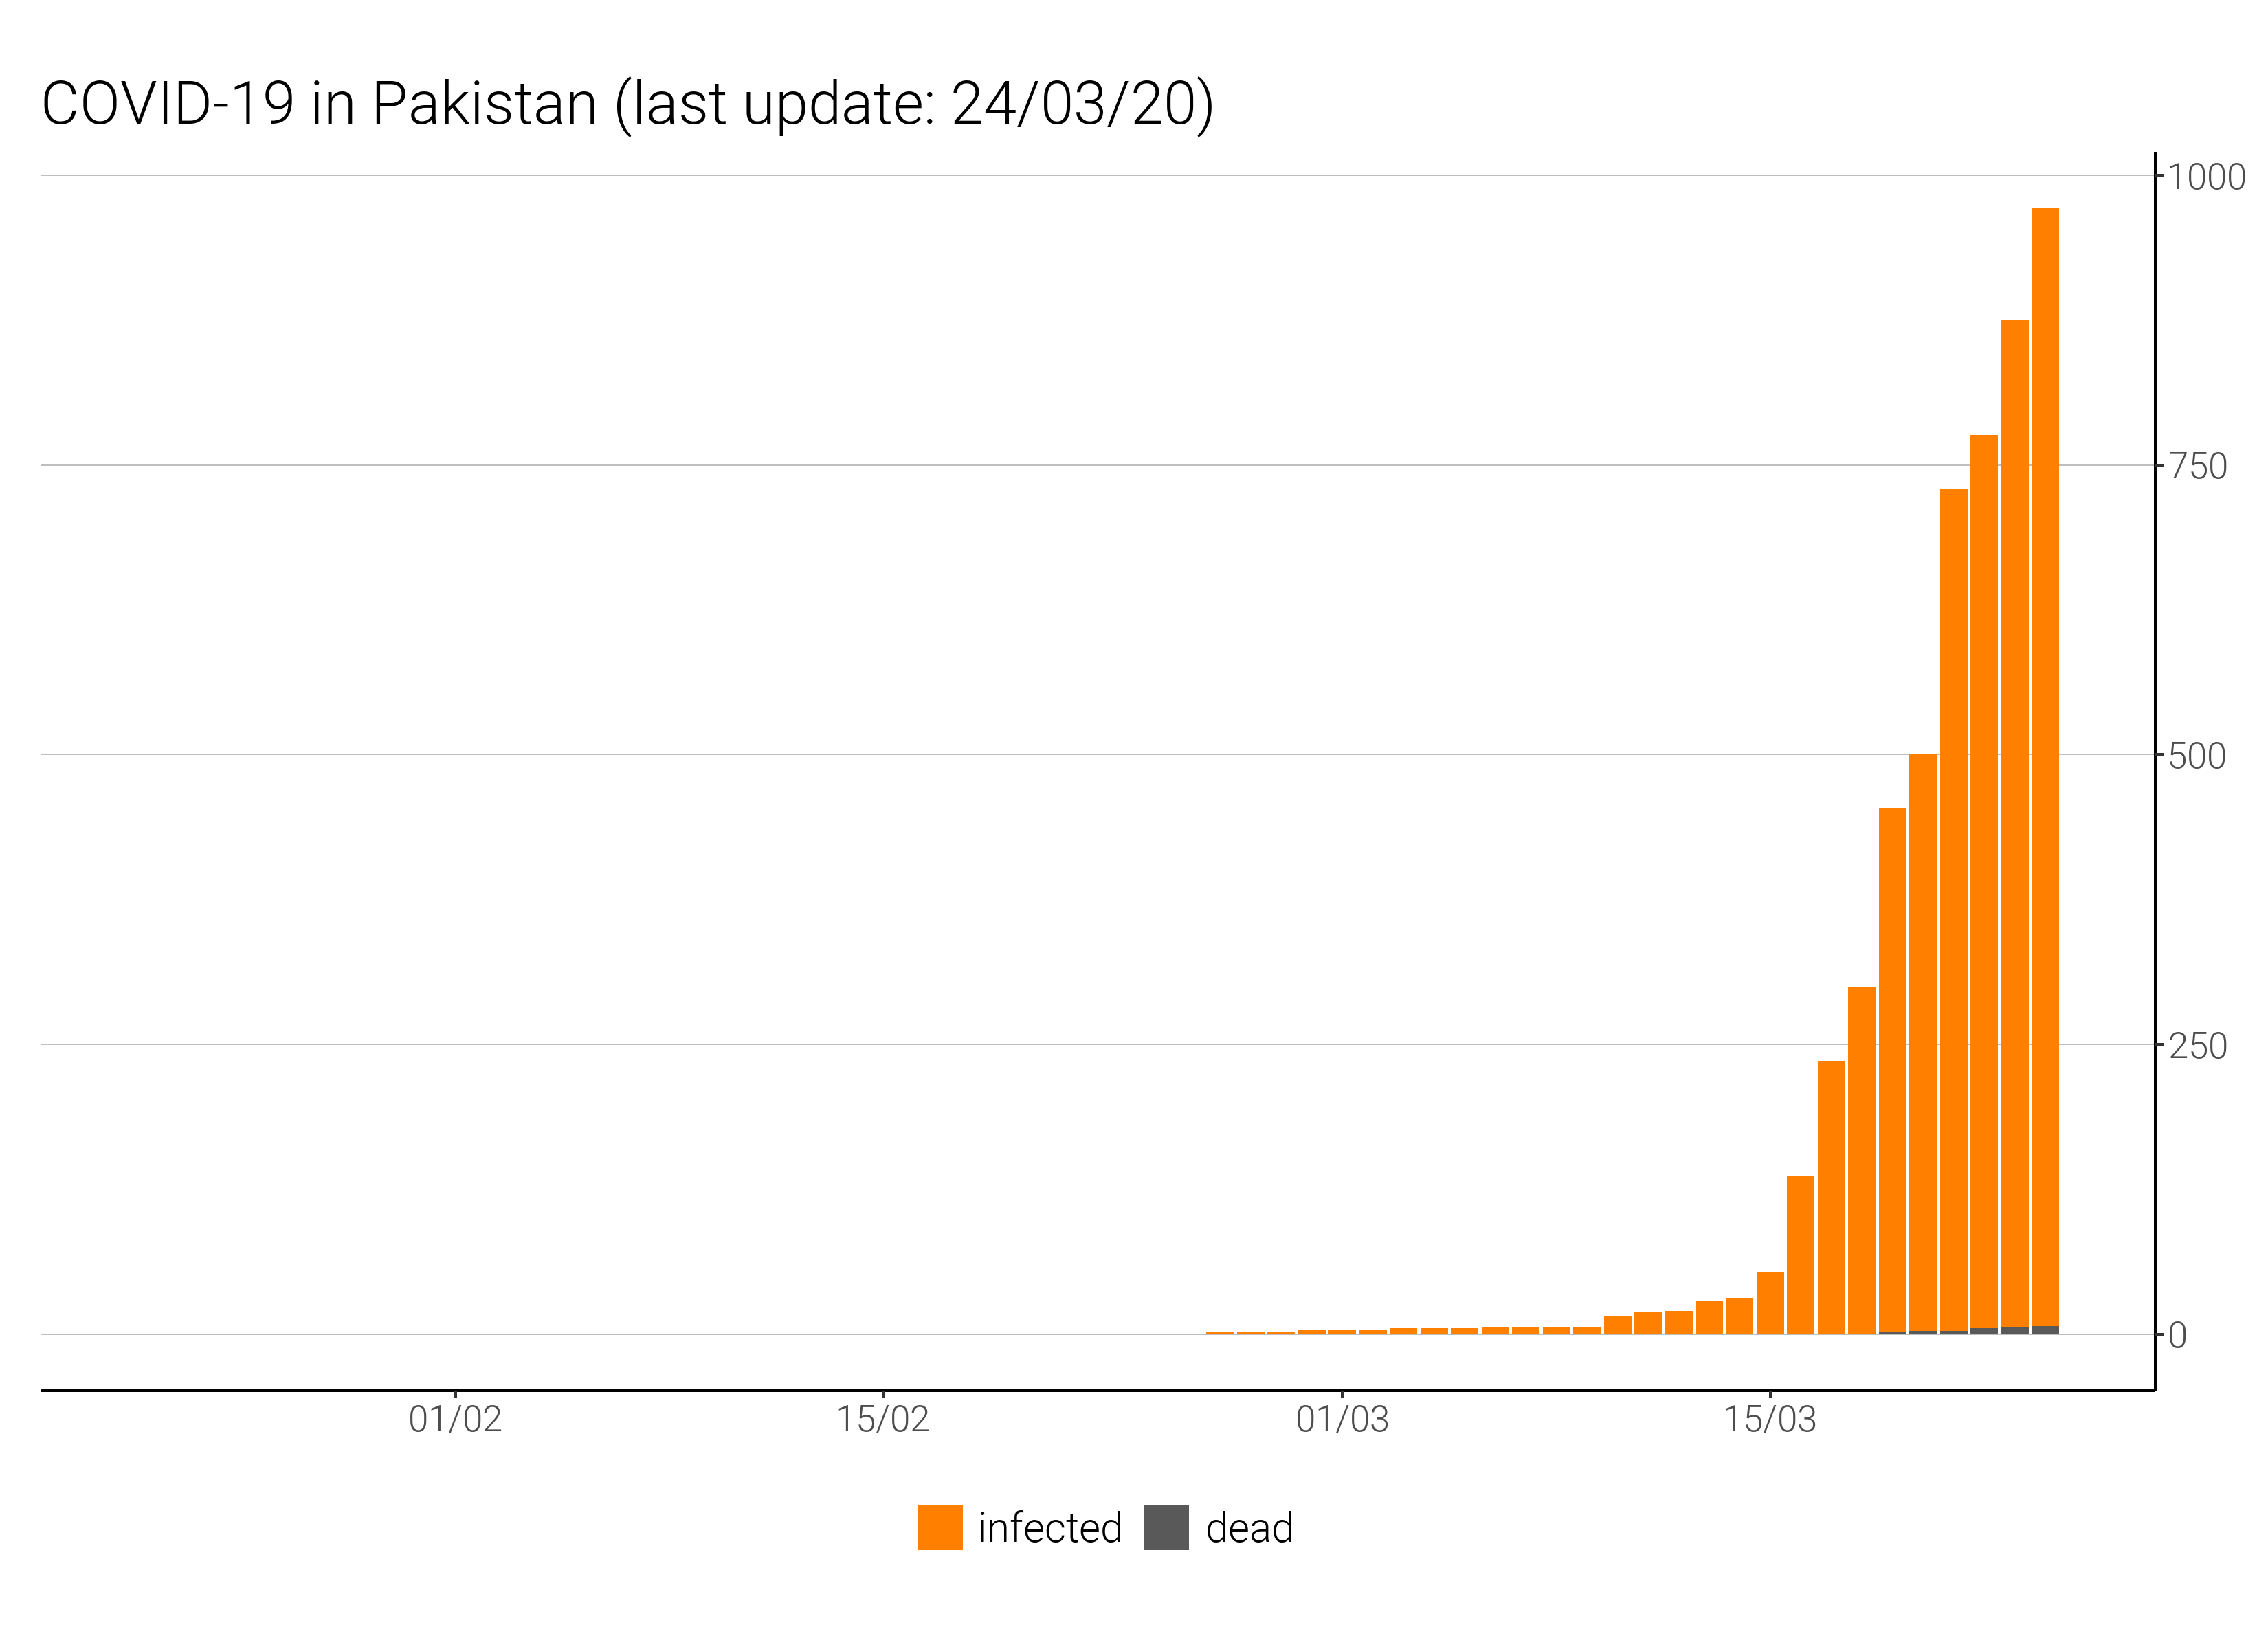 COVID-19 in Pakistan (last update: 24/03/20)
1000
750
500
250
0
01/02 15/02 01/03 15/03
infected dead